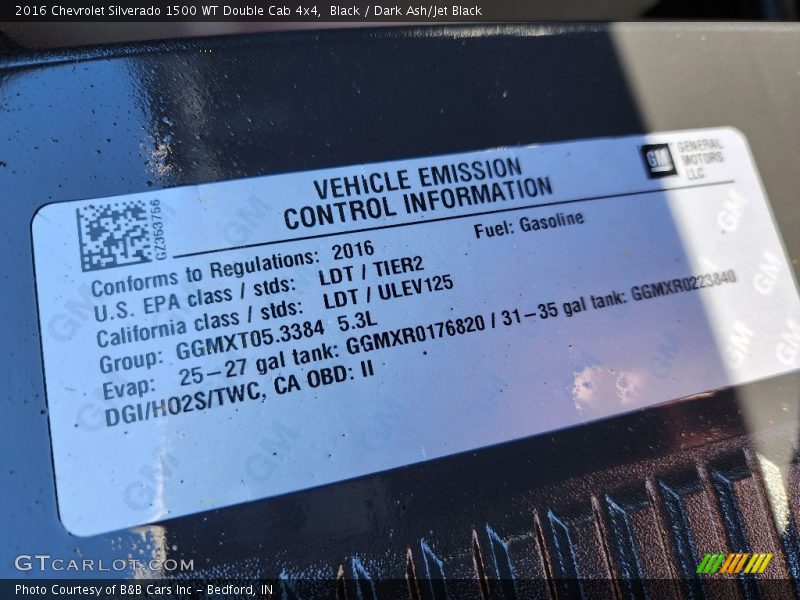 2016 Chevrolet Silverado 1500 WT Double Cab 4x4, Black / Dark Ash/Jet Black
GM
GENERAL
MOTORS
LLC
VEHICLE EMISSION
CONTROL INFORMATION
GZ353756
Conforms to Regulations: 2016
Fuel: Gasoline
U.S. EPA class / stds: LDT / TIER2
California class / stds: LDT / ULEV125
Group: GGMXT05.3384 5.3L
Evap: 25-27 gal tank: GGMXR0176820 / 31-35 gal tank: GGMXR0223840
DGI/HO2S/TWC, CA OBD: II
GTCARLOT.COM
Photo Courtesy of B&B Cars Inc - Bedford, IN